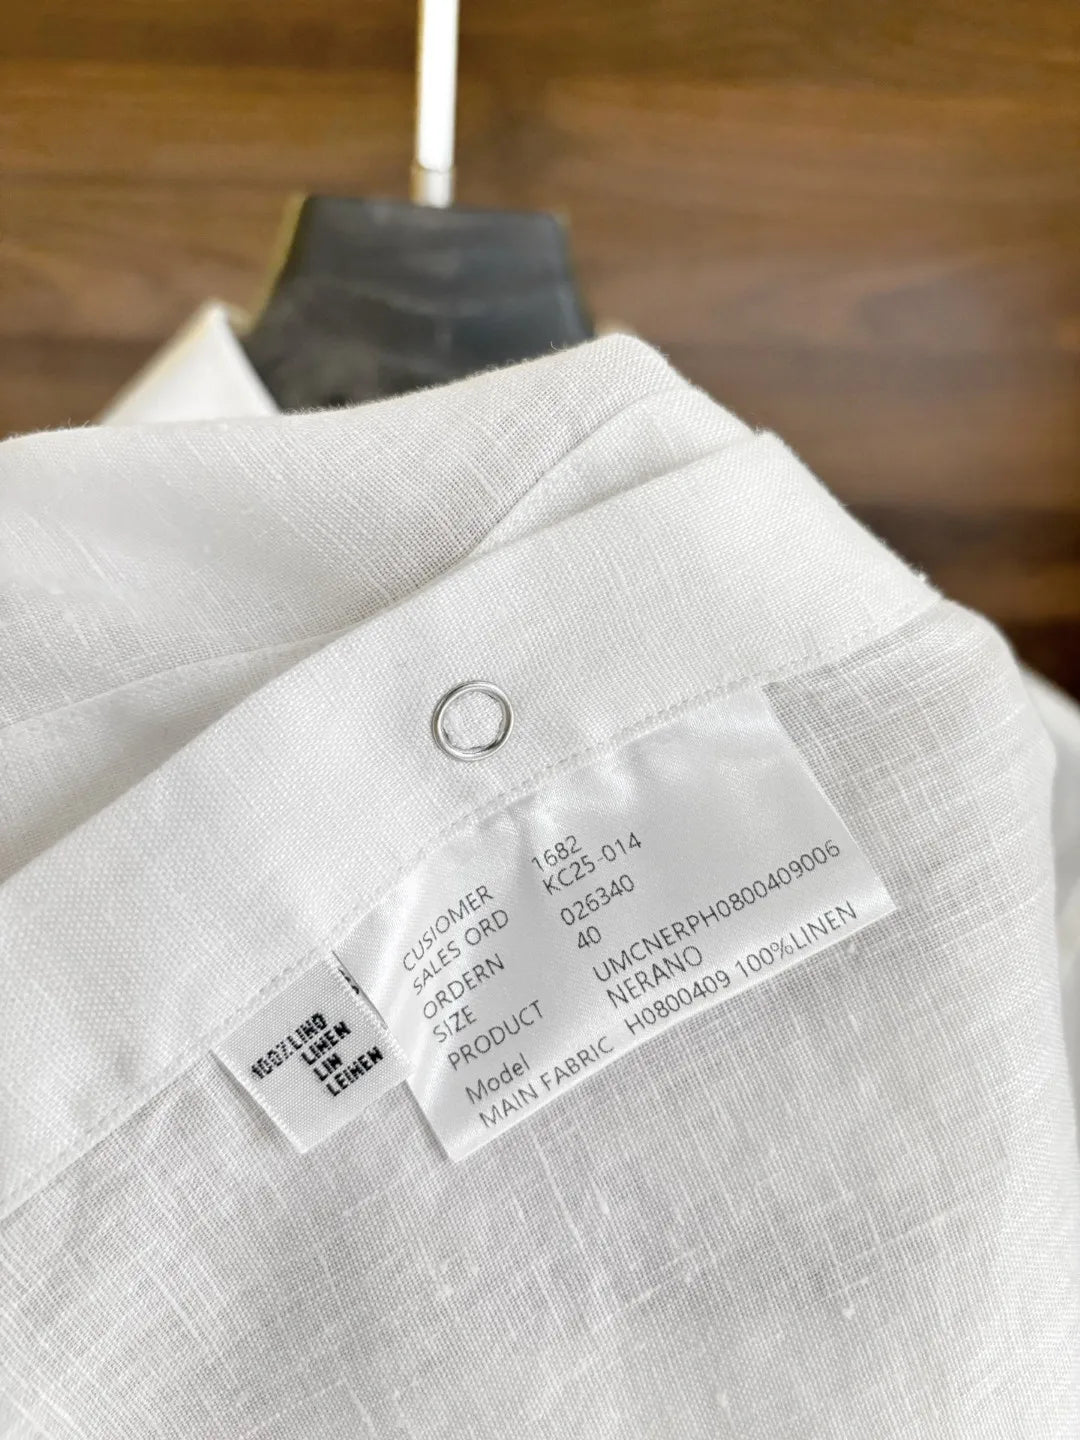 CUSIOMER 1682
SALES ORD KC25-014
ORDERN 026340
SIZE 40
PRODUCT UMCNERPH0800409006
Model NERANO
MAIN FABRIC H0800409 100%LINEN
100%LINO
LINEN
LIN
LEINEN